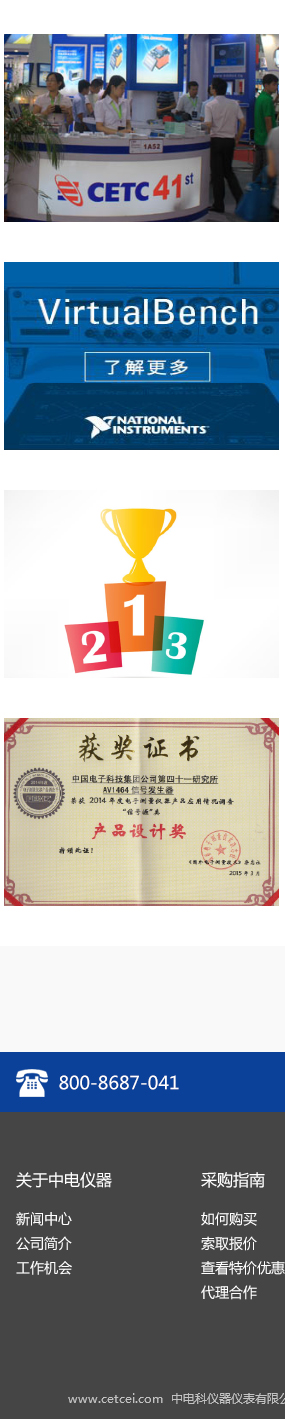 CETC 41st
1A52
VirtualBench
了解更多
NATIONAL
INSTRUMENTS
1
2
3
获奖证书
中国电子科技集团公司第四十一研究所
AV1464 信号发生器
荣获 2014 年度电子测量仪器产品应用情况调查
“信号源”类
产品设计奖
特颁此证！
《国外电子测量技术》杂志社
2015 年 3 月
800-8687-041
关于中电仪器
新闻中心
公司简介
工作机会
采购指南
如何购买
索取报价
查看特价优惠
代理合作
www.cetcei.com 中电科仪器仪表有限